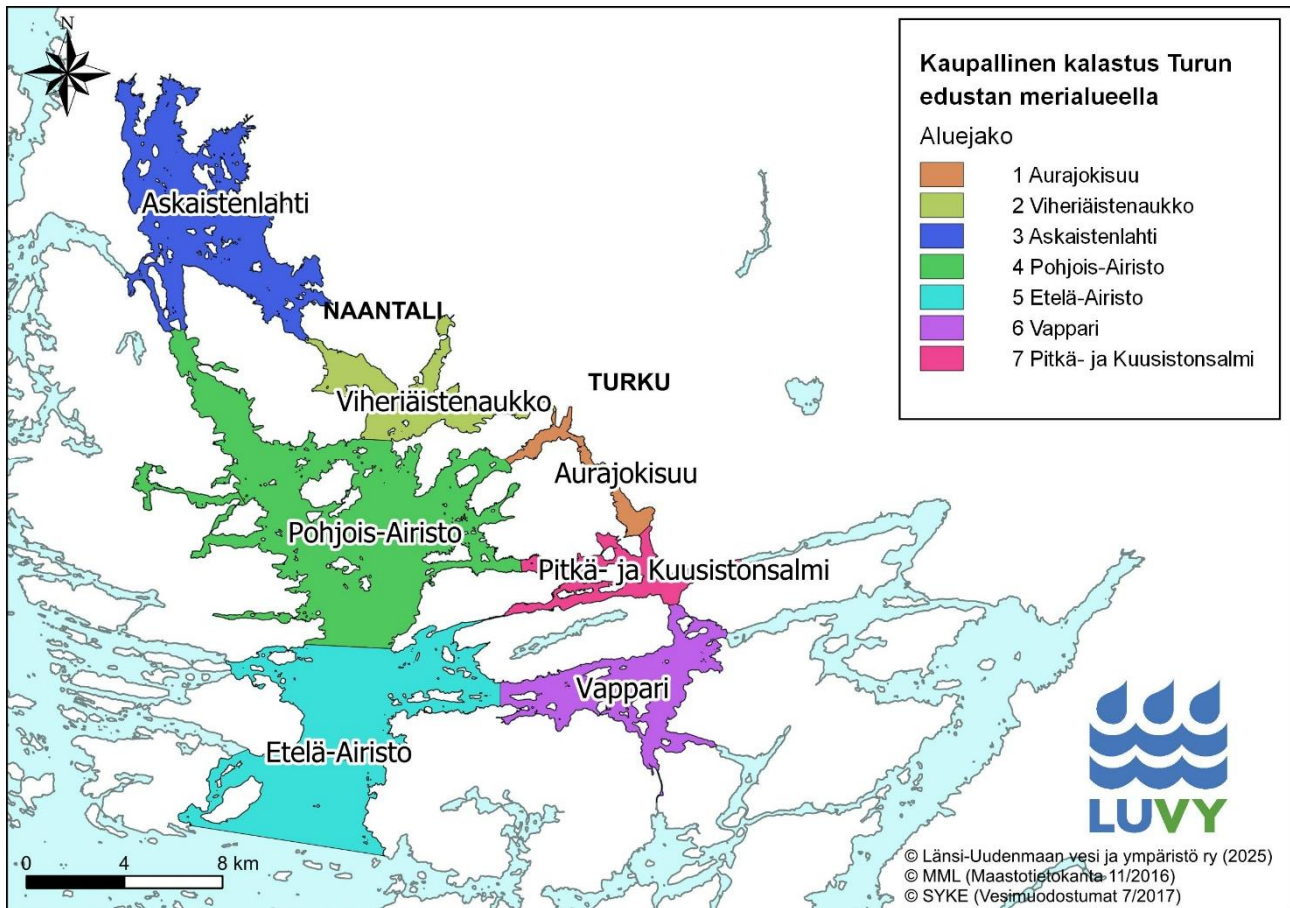 N
Kaupallinen kalastus Turun
edustan merialueella
Aluejako
1 Aurajokisuu
2 Viheriäistenaukko
3 Askaistenlahti
4 Pohjois-Airisto
5 Etelä-Airisto
6 Vappari
7 Pitkä- ja Kuusistonsalmi
Askaistenlahti
NAANTALI
TURKU
Viheriäistenaukko
Aurajokisuu
Pohjois-Airisto
Pitkä- ja Kuusistonsalmi
Vappari
Etelä-Airisto
LUVY
0 4 8 km
© Länsi-Uudenmaan vesi ja ympäristö ry (2025)
© MML (Maastotietokanta 11/2016)
© SYKE (Vesimuodostumat 7/2017)